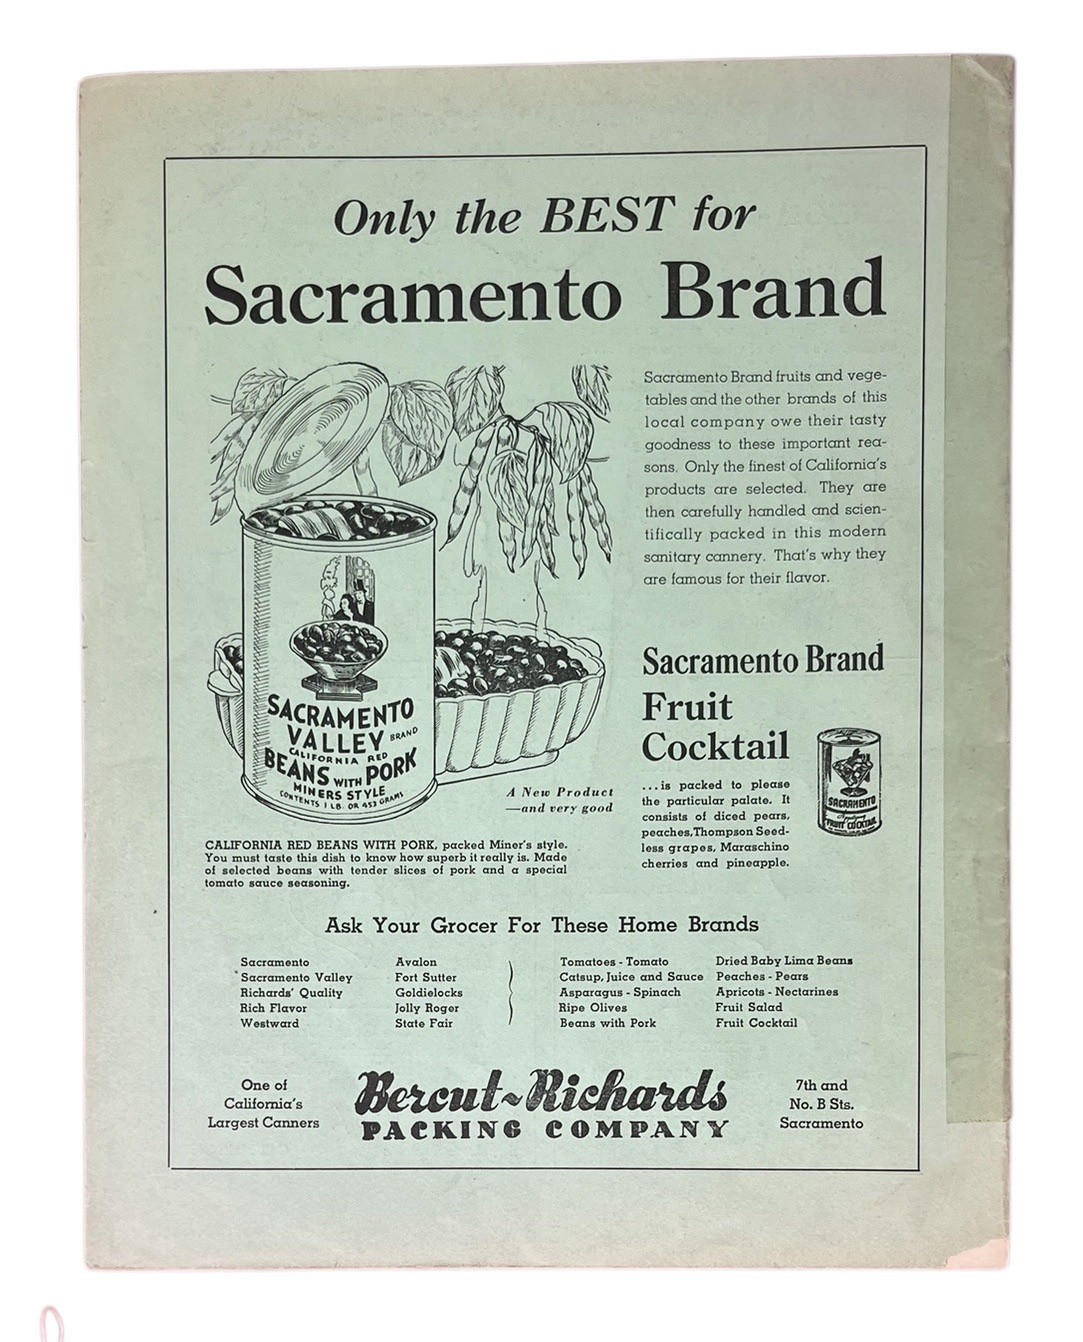 Only the BEST for
Sacramento Brand
Sacramento Brand fruits and vege-
tables and the other brands of this
local company owe their tasty
goodness to these important rea-
sons. Only the finest of California's
products are selected. They are
then carefully handled and scien-
tifically packed in this modern
sanitary cannery. That's why they
are famous for their flavor.
SACRAMENTO
VALLEY BRAND
CALIFORNIA RED
BEANS WITH PORK
MINERS STYLE
CONTENTS 1 LB. OR 453 GRAMS
A New Product
—and very good
CALIFORNIA RED BEANS WITH PORK, packed Miner's style.
You must taste this dish to know how superb it really is. Made
of selected beans with tender slices of pork and a special
tomato sauce seasoning.
Sacramento Brand
Fruit
Cocktail
...is packed to please
the particular palate. It
consists of diced pears,
peaches, Thompson Seed-
less grapes, Maraschino
cherries and pineapple.
SACRAMENTO
FRUIT COCKTAIL
Ask Your Grocer For These Home Brands
Sacramento
Sacramento Valley
Richards' Quality
Rich Flavor
Westward
Avalon
Fort Sutter
Goldielocks
Jolly Roger
State Fair
Tomatoes - Tomato
Catsup, Juice and Sauce
Asparagus - Spinach
Ripe Olives
Beans with Pork
Dried Baby Lima Beans
Peaches - Pears
Apricots - Nectarines
Fruit Salad
Fruit Cocktail
One of
California's
Largest Canners
Bercut~Richards
PACKING COMPANY
7th and
No. B Sts.
Sacramento